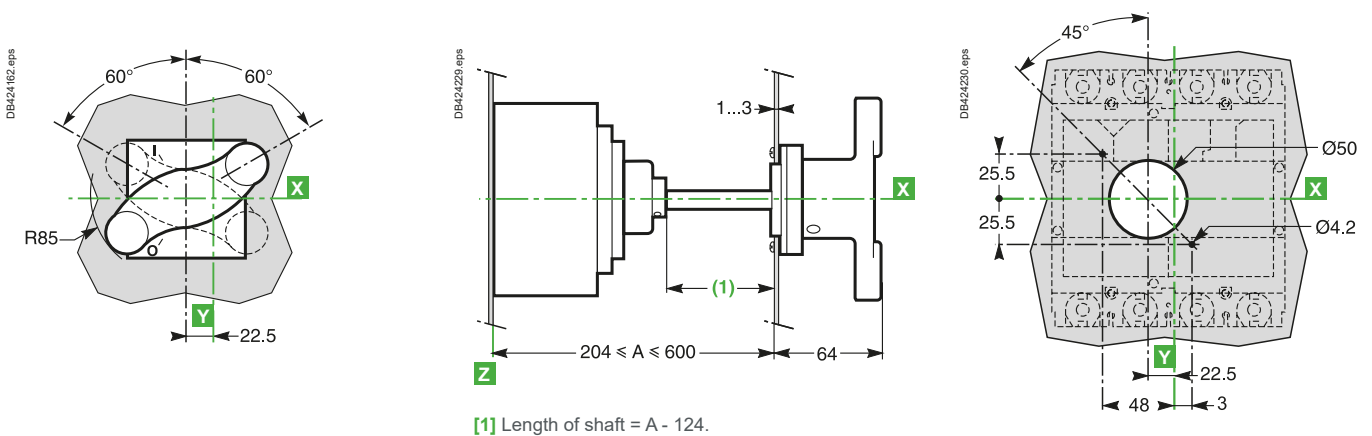 DB424162.eps
60°
60°
I
X
R85
O
Y
22.5
DB424229.eps
1...3
X
(1)
204 ⩽ A ⩽ 600
64
Z
[1] Length of shaft = A - 124.
DB424230.eps
45°
Ø50
25.5
X
25.5
Ø4.2
Y
22.5
48
3